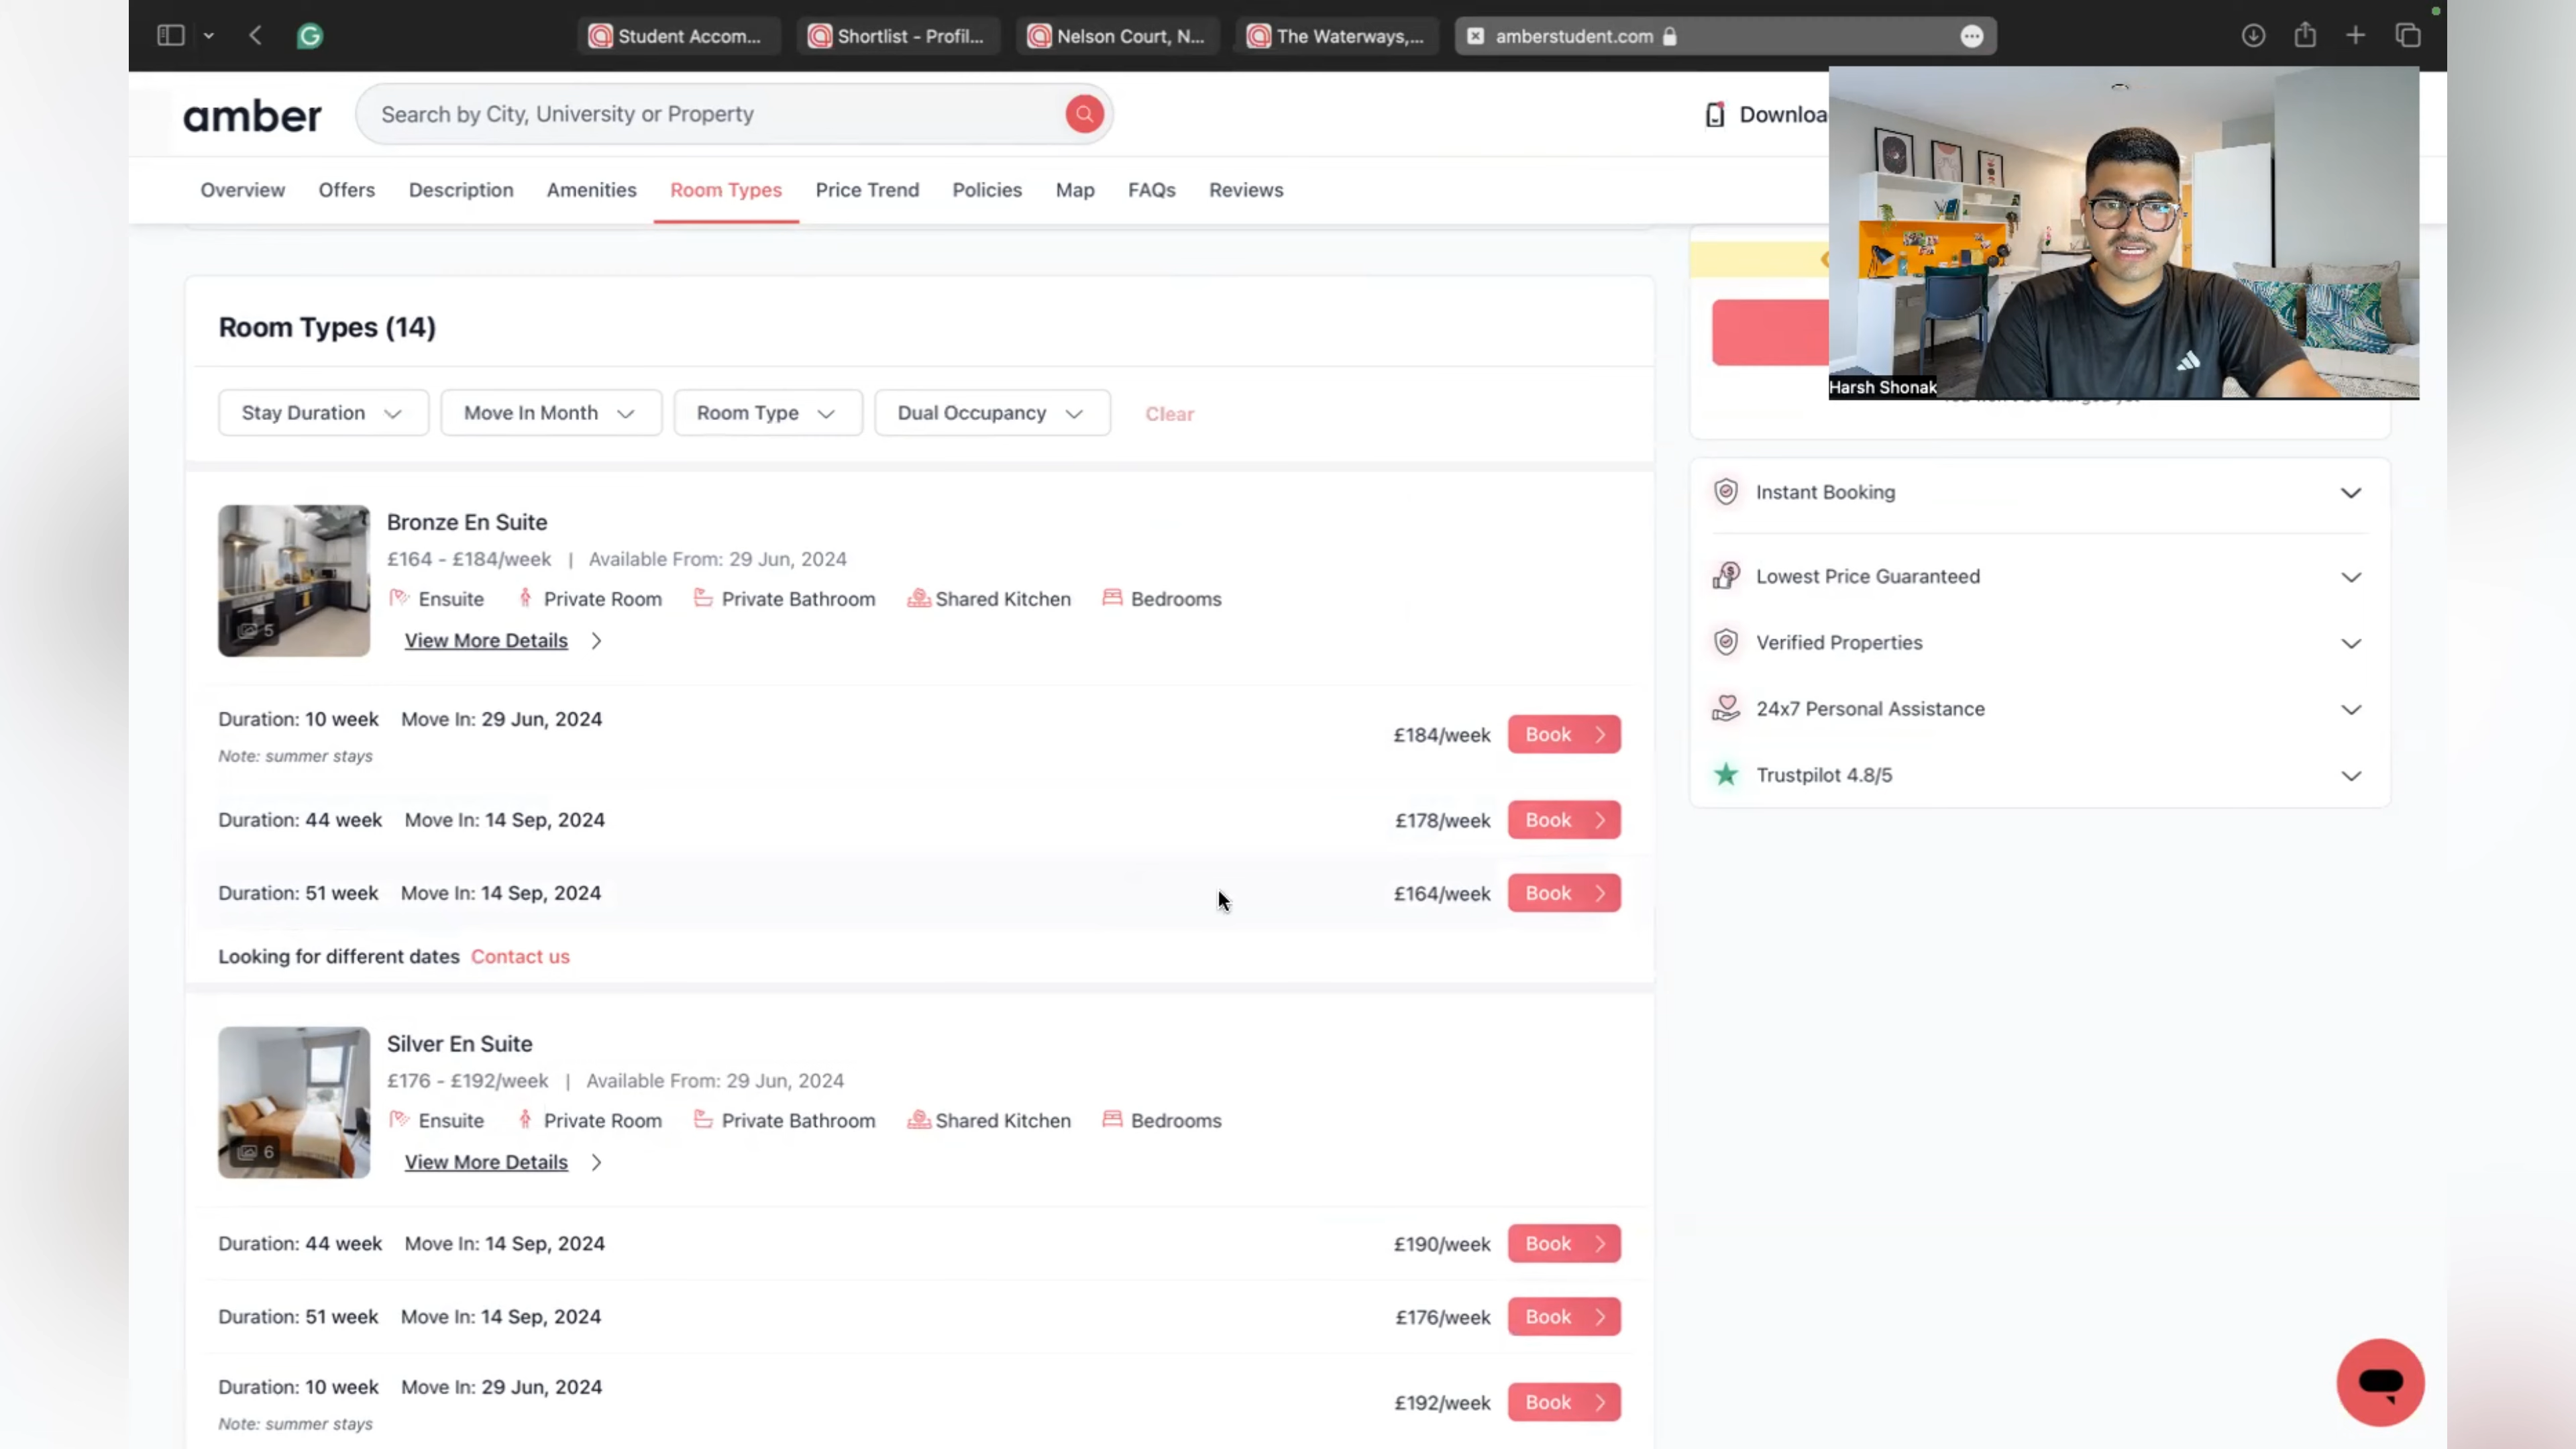 Student Accom...
Shortlist - Profil...
Nelson Court, N...
The Waterways,...
amberstudent.com
amber
Search by City, University or Property
Downloa
Overview
Offers
Description
Amenities
Room Types
Price Trend
Policies
Map
FAQs
Reviews
Harsh Shonak
Room Types (14)
Stay Duration
Move In Month
Room Type
Dual Occupancy
Clear
Bronze En Suite
£164 - £184/week | Available From: 29 Jun, 2024
Ensuite Private Room Private Bathroom Shared Kitchen Bedrooms
5
View More Details
Duration: 10 week Move In: 29 Jun, 2024
£184/week Book
Note: summer stays
Duration: 44 week Move In: 14 Sep, 2024
£178/week Book
Duration: 51 week Move In: 14 Sep, 2024
£164/week Book
Looking for different dates Contact us
Silver En Suite
£176 - £192/week | Available From: 29 Jun, 2024
Ensuite Private Room Private Bathroom Shared Kitchen Bedrooms
6
View More Details
Duration: 44 week Move In: 14 Sep, 2024
£190/week Book
Duration: 51 week Move In: 14 Sep, 2024
£176/week Book
Duration: 10 week Move In: 29 Jun, 2024
£192/week Book
Note: summer stays
Instant Booking
Lowest Price Guaranteed
Verified Properties
24x7 Personal Assistance
Trustpilot 4.8/5